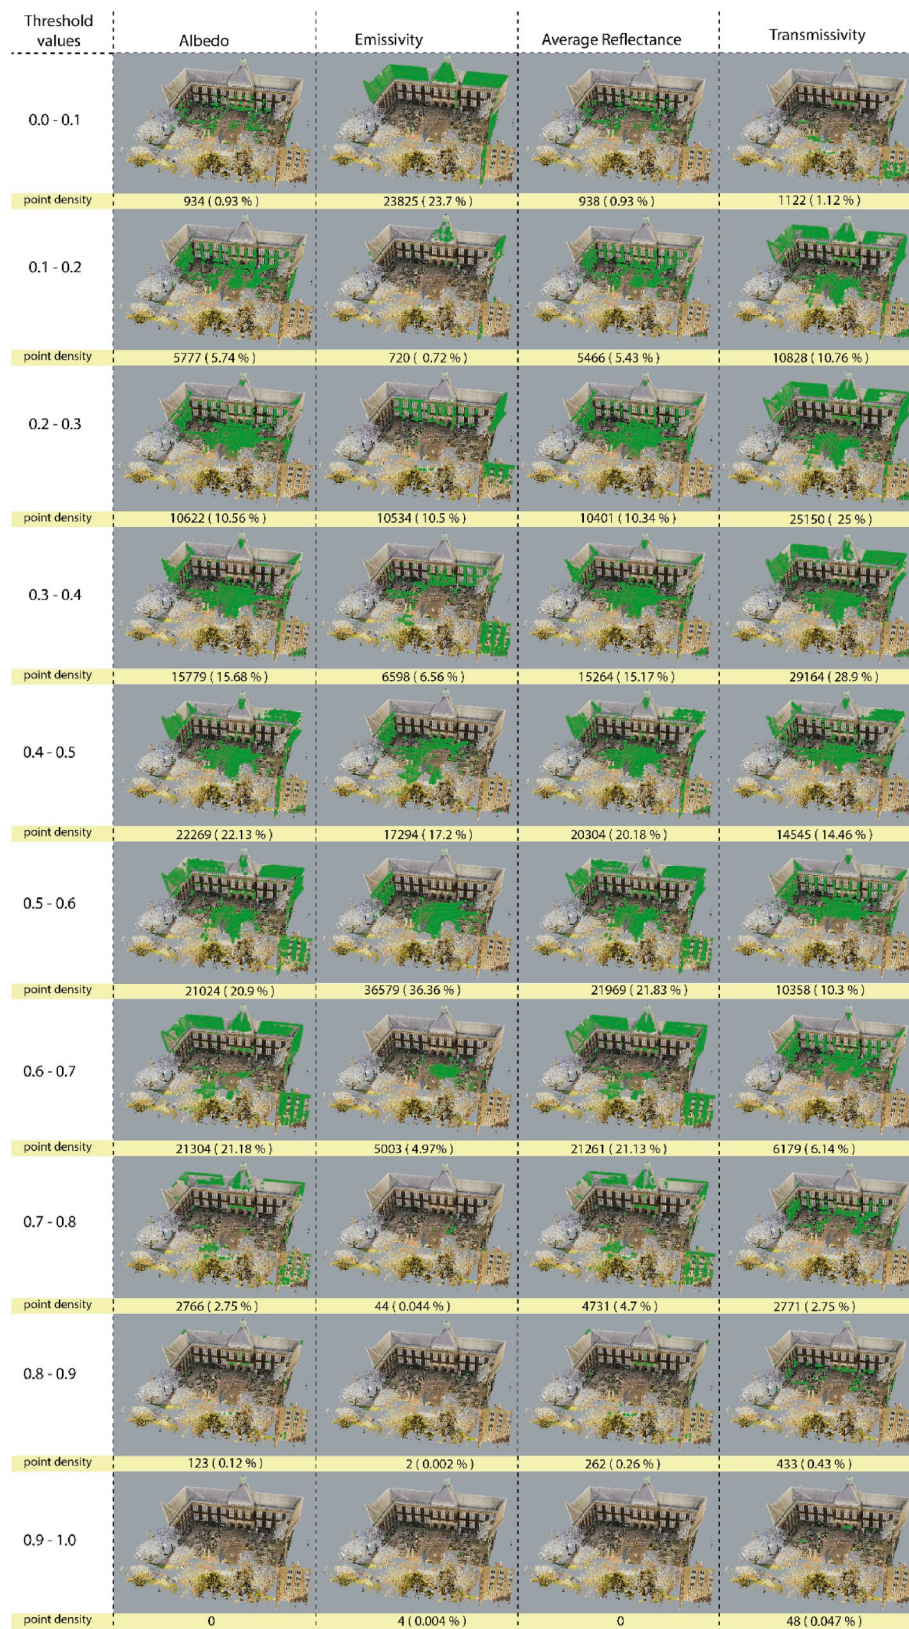 Threshold values
Albedo
Emissivity
Average Reflectance
Transmissivity
0.0 - 0.1
point density 934 ( 0.93 % ) 23825 ( 23.7 % ) 938 ( 0.93 % ) 1122 ( 1.12 % )
0.1 - 0.2
point density 5777 ( 5.74 % ) 720 ( 0.72 % ) 5466 ( 5.43 % ) 10828 ( 10.76 % )
0.2 - 0.3
point density 10622 ( 10.56 % ) 10534 ( 10.5 % ) 10401 ( 10.34 % ) 25150 ( 25 % )
0.3 - 0.4
point density 15779 ( 15.68 % ) 6598 ( 6.56 % ) 15264 ( 15.17 % ) 29164 ( 28.9 % )
0.4 - 0.5
point density 22269 ( 22.13 % ) 17294 ( 17.2 % ) 20304 ( 20.18 % ) 14545 ( 14.46 % )
0.5 - 0.6
point density 21024 ( 20.9 % ) 36579 ( 36.36 % ) 21969 ( 21.83 % ) 10358 ( 10.3 % )
0.6 - 0.7
point density 21304 ( 21.18 % ) 5003 ( 4.97% ) 21261 ( 21.13 % ) 6179 ( 6.14 % )
0.7 - 0.8
point density 2766 ( 2.75 % ) 44 ( 0.044 % ) 4731 ( 4.7 % ) 2771 ( 2.75 % )
0.8 - 0.9
point density 123 ( 0.12 % ) 2 ( 0.002 % ) 262 ( 0.26 % ) 433 ( 0.43 % )
0.9 - 1.0
point density 0 4 ( 0.004 % ) 0 48 ( 0.047 % )